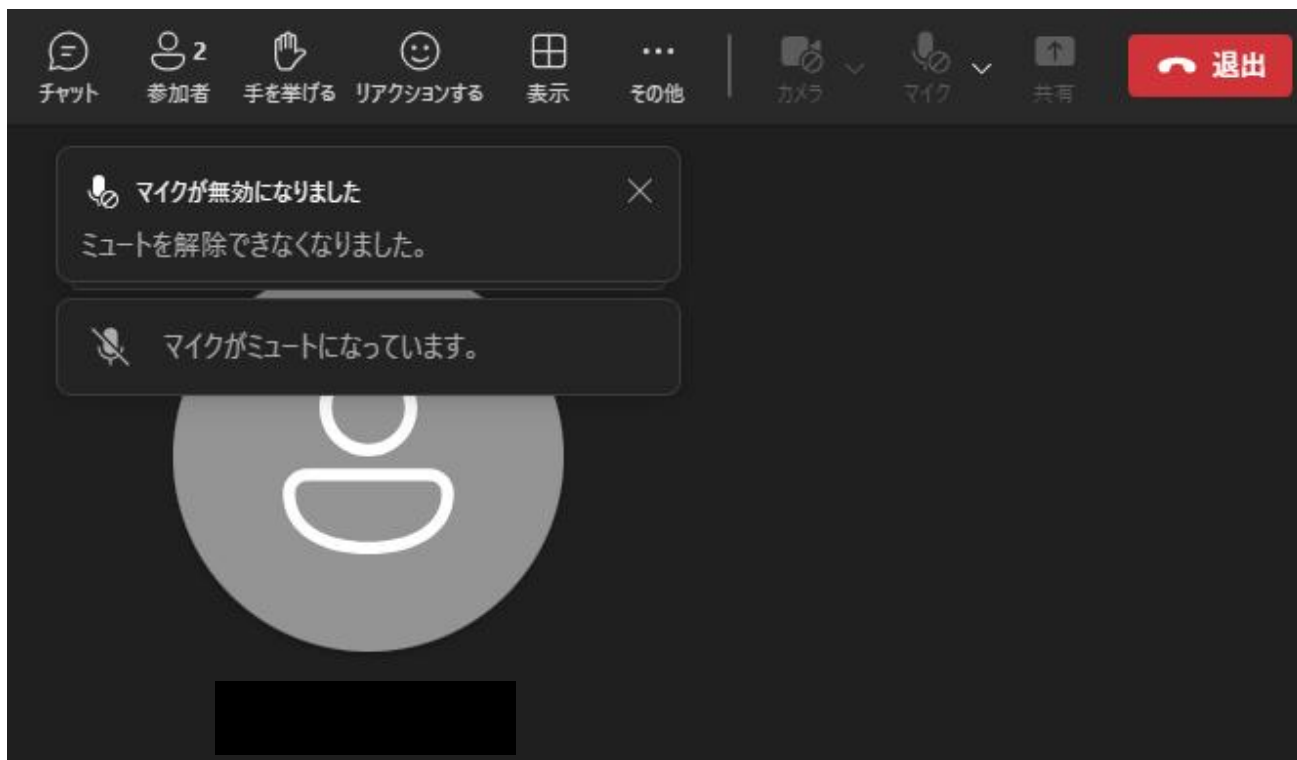 チャット
参加者 2
手を挙げる
リアクションする
表示
その他
カメラ
マイク
共有
退出
マイクが無効になりました
ミュートを解除できなくなりました。
マイクがミュートになっています。